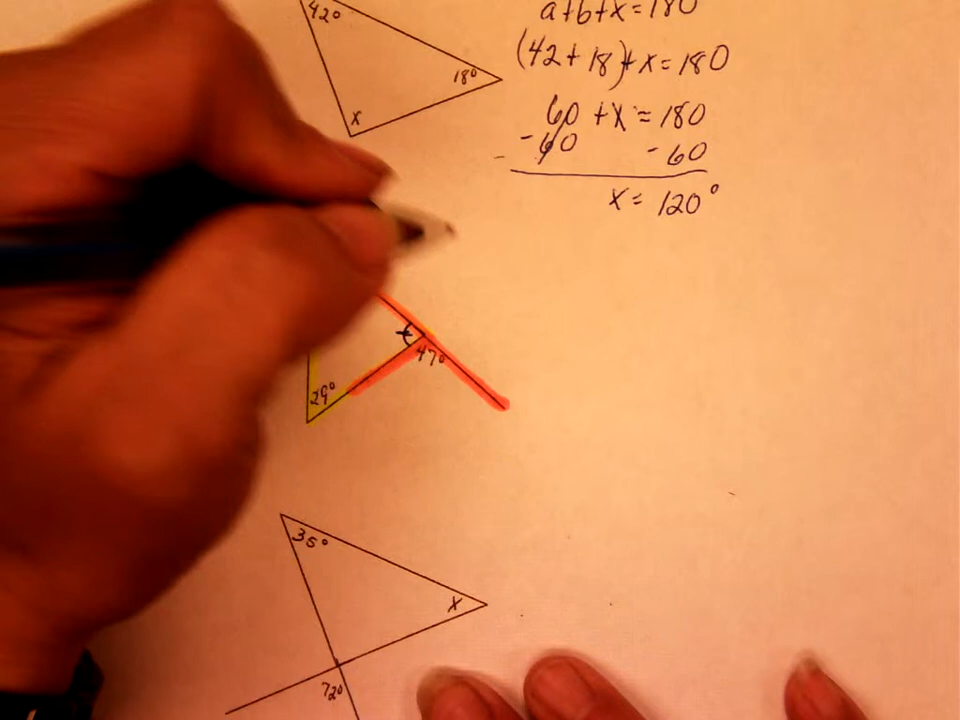 42°
18°
x
a+b+x=180
(42+18)+x=180
60+x=180
-60 -60
x=120°
47°
29°
35°
x
72°